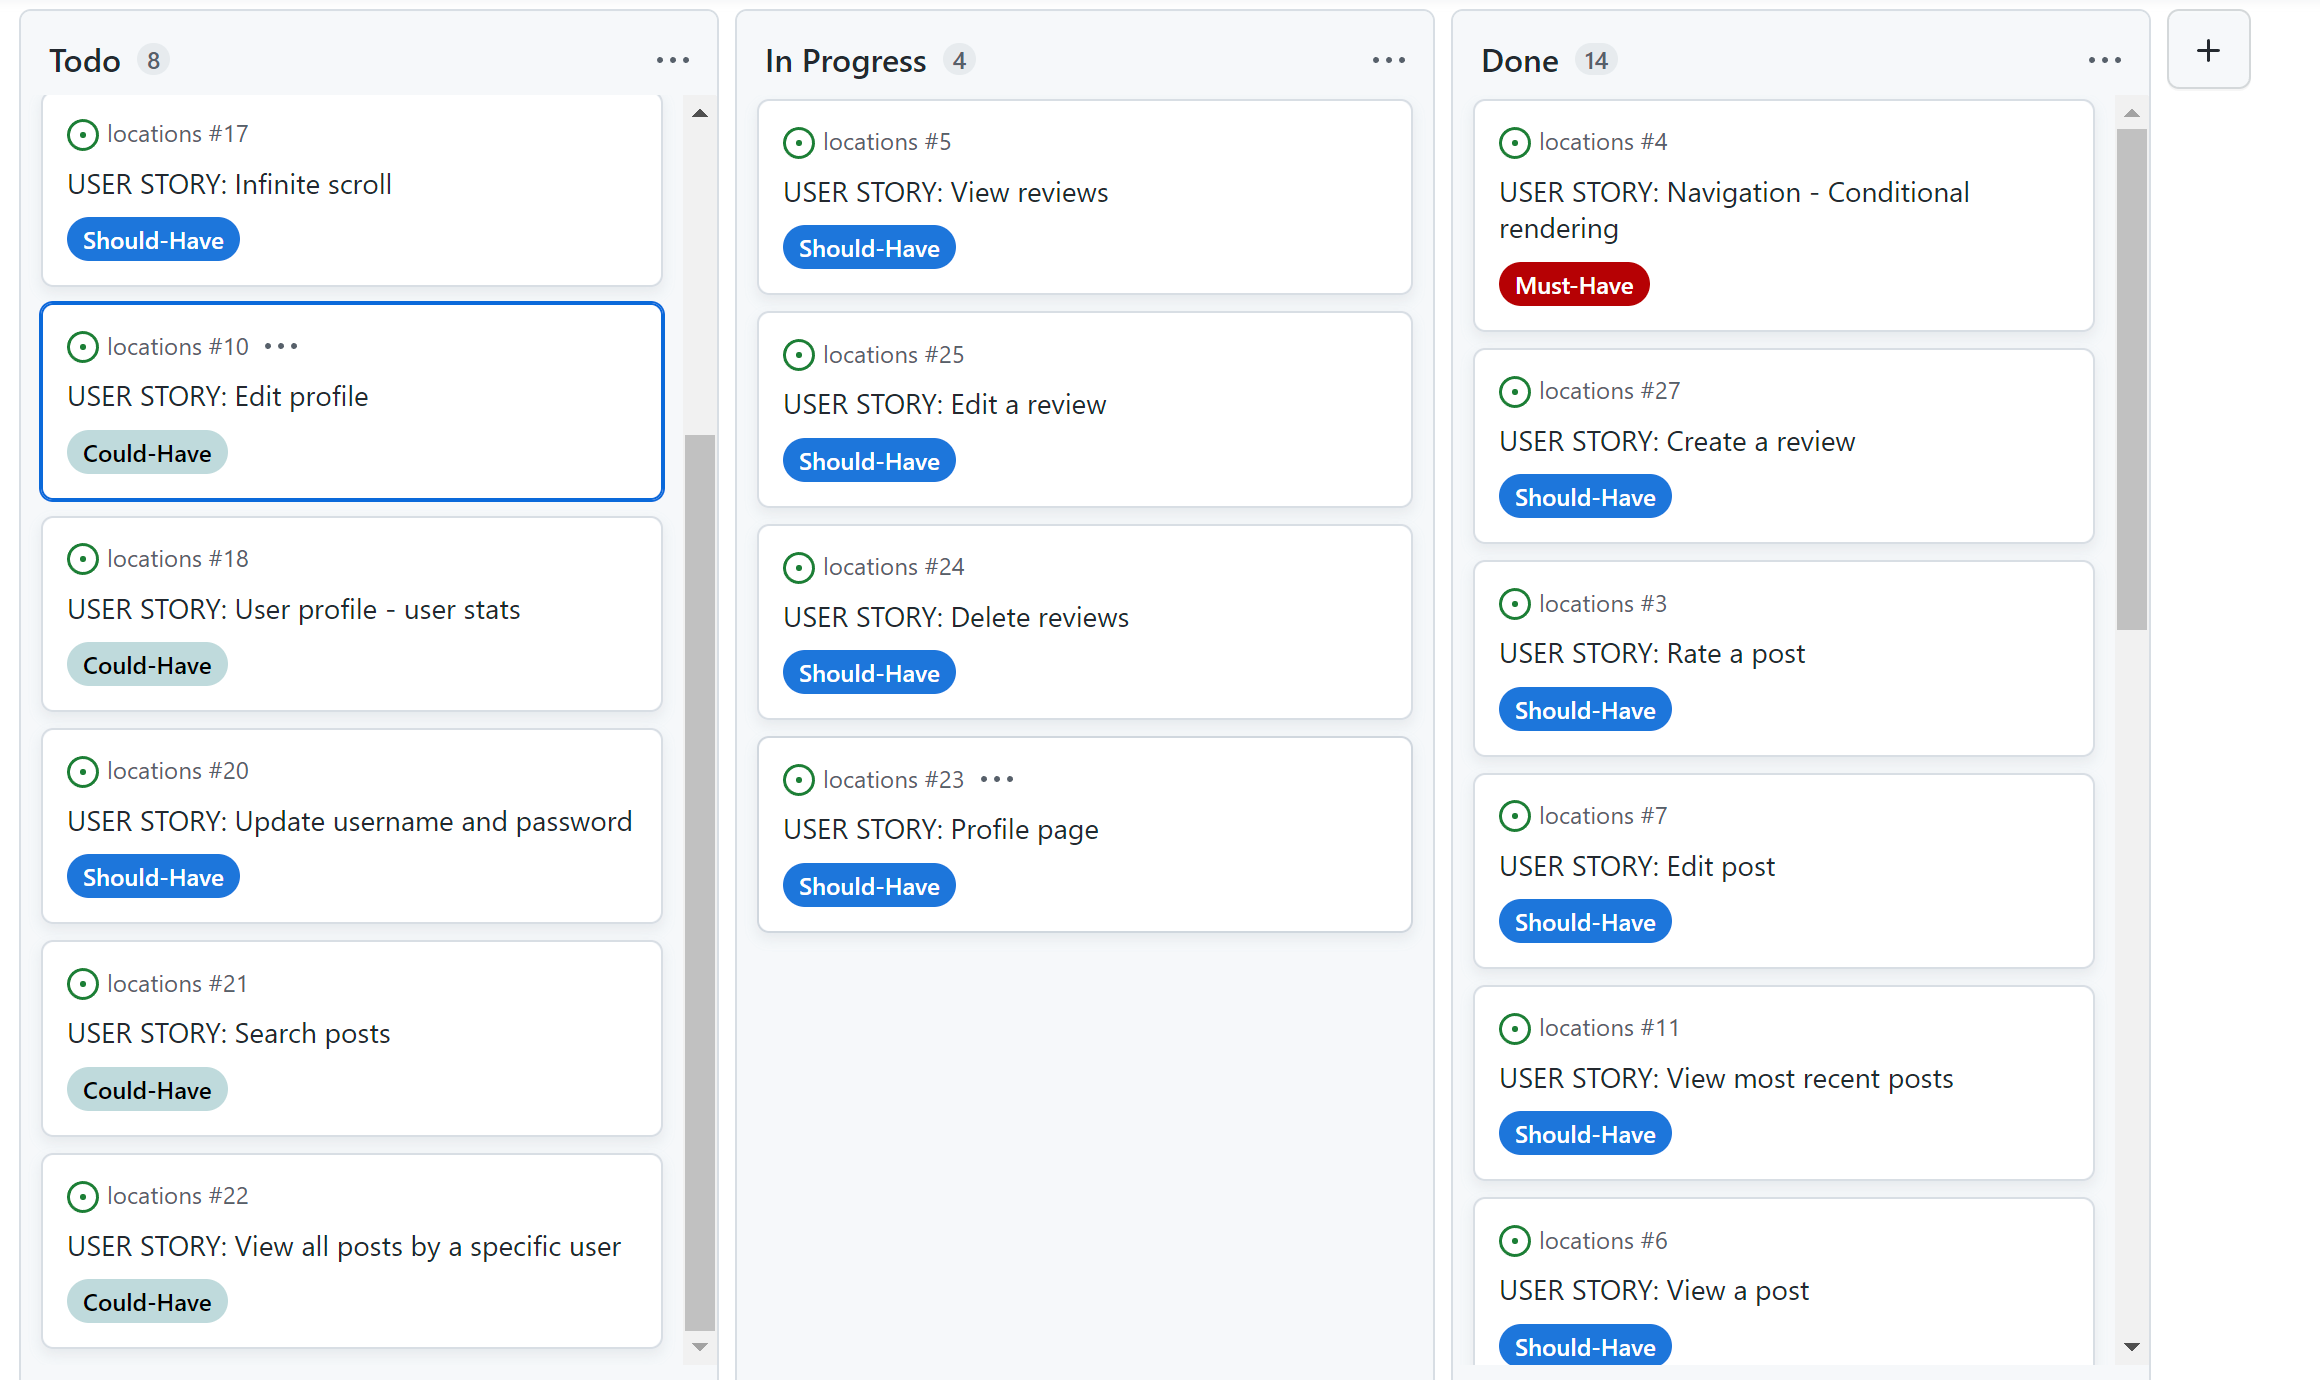 Todo 8
locations #17
USER STORY: Infinite scroll
Should-Have
locations #10
USER STORY: Edit profile
Could-Have
locations #18
USER STORY: User profile - user stats
Could-Have
locations #20
USER STORY: Update username and password
Should-Have
locations #21
USER STORY: Search posts
Could-Have
locations #22
USER STORY: View all posts by a specific user
Could-Have
In Progress 4
locations #5
USER STORY: View reviews
Should-Have
locations #25
USER STORY: Edit a review
Should-Have
locations #24
USER STORY: Delete reviews
Should-Have
locations #23
USER STORY: Profile page
Should-Have
Done 14
locations #4
USER STORY: Navigation - Conditional
rendering
Must-Have
locations #27
USER STORY: Create a review
Should-Have
locations #3
USER STORY: Rate a post
Should-Have
locations #7
USER STORY: Edit post
Should-Have
locations #11
USER STORY: View most recent posts
Should-Have
locations #6
USER STORY: View a post
Should-Have